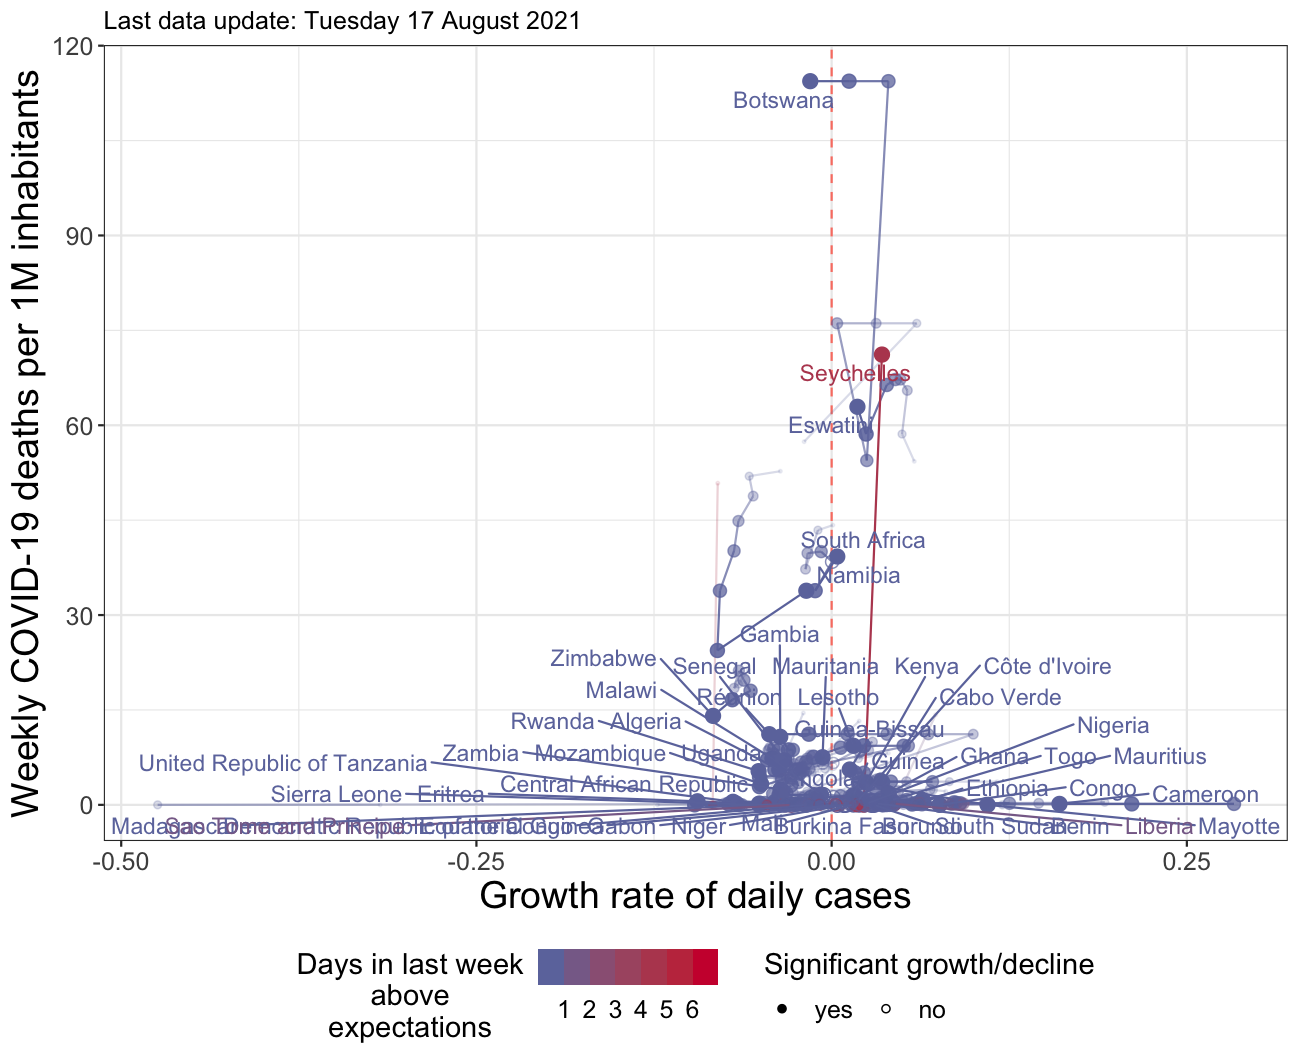 Last data update: Tuesday 17 August 2021
Weekly COVID-19 deaths per 1M inhabitants
120
90
60
30
0
Botswana
Seychelles
Eswatini
South Africa
Namibia
Gambia
Zimbabwe
Senegal
Mauritania
Kenya
Côte d'Ivoire
Malawi
Réunion
Lesotho
Cabo Verde
Rwanda
Algeria
Guinea-Bissau
Nigeria
United Republic of Tanzania
Zambia
Mozambique
Uganda
Guinea
Ghana
Togo
Mauritius
Sierra Leone
Eritrea
Central African Republic
Angola
Ethiopia
Congo
Cameroon
Gabon
Niger
Mali
Burkina Faso
Burundi
South Sudan
Benin
Liberia
Mayotte
-0.50
-0.25
0.00
0.25
Growth rate of daily cases
Days in last week
above
expectations
1 2 3 4 5 6
Significant growth/decline
yes
no